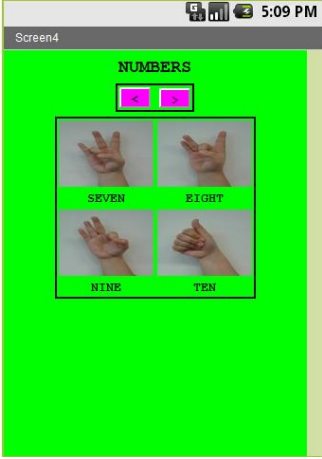 G 5:09 PM
Screen4
NUMBERS
< >
SEVEN EIGHT
NINE TEN